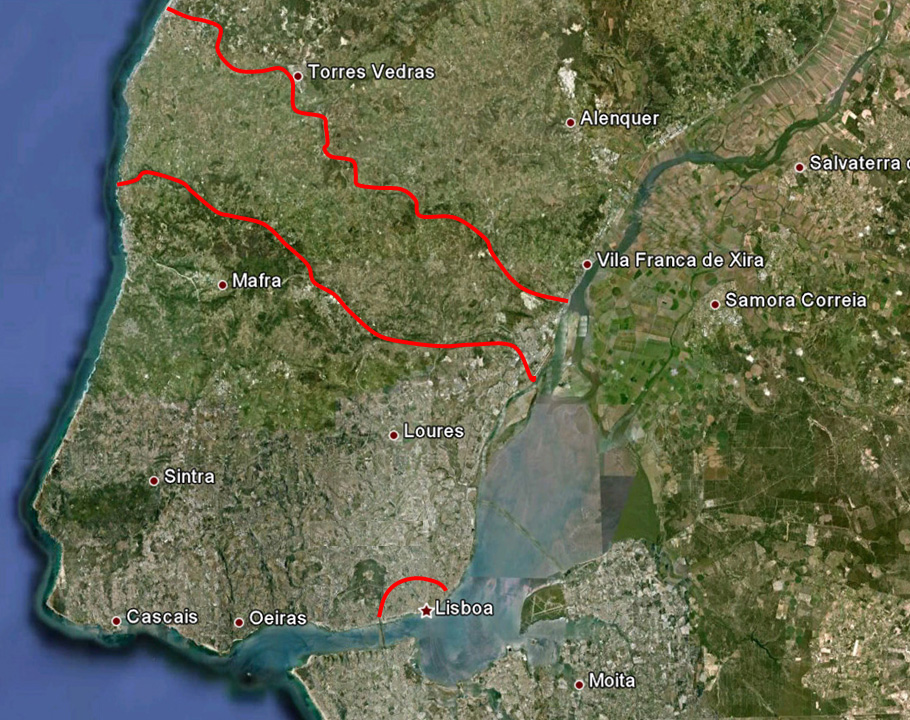 Torres Vedras
Alenquer
Salvaterra
Vila Franca de Xira
Mafra
Samora Correia
Loures
Sintra
Lisboa
Cascais
Oeiras
Moita